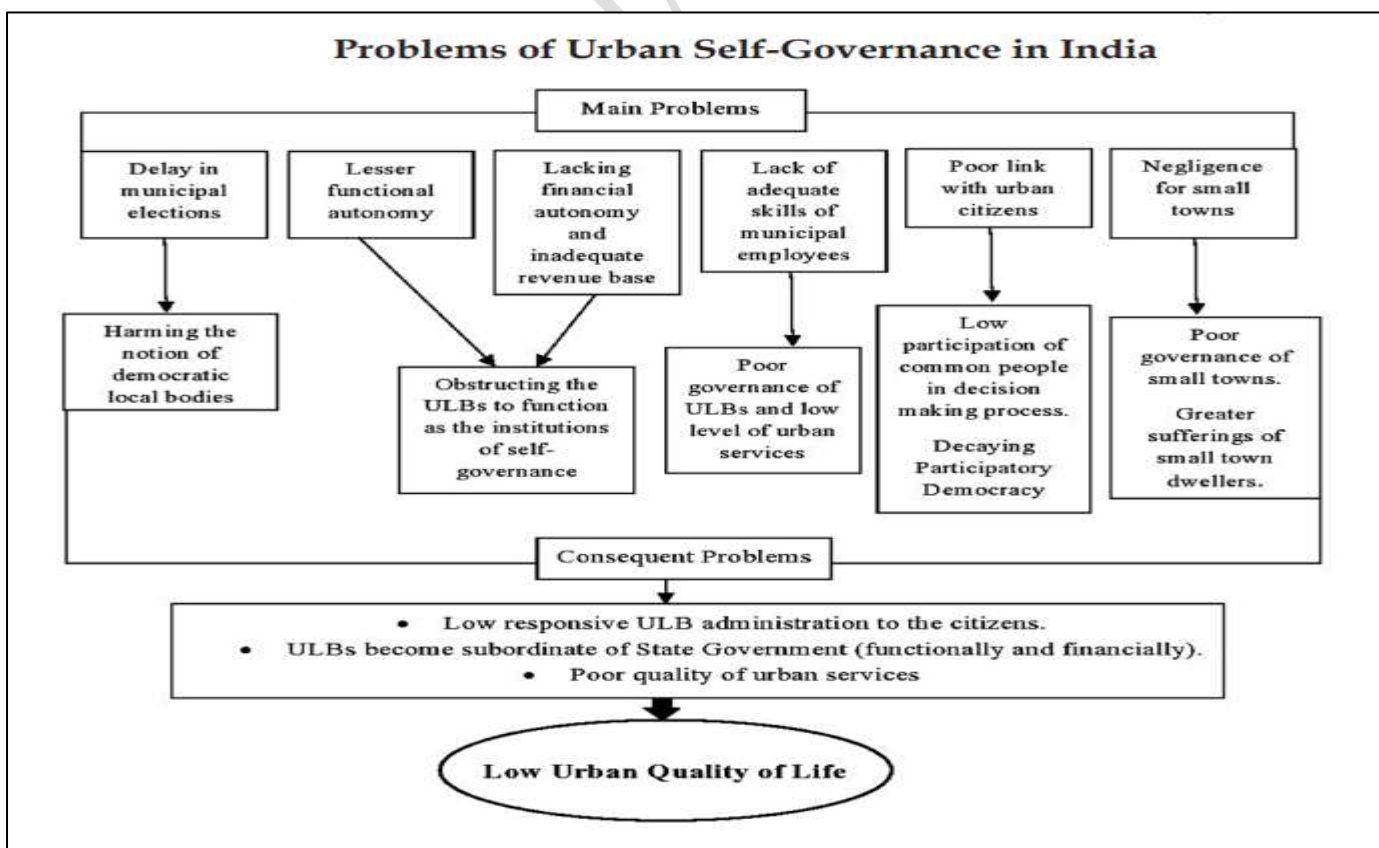 Problems of Urban Self-Governance in India
Main Problems
Delay in
municipal
elections
Lesser
functional
autonomy
Lacking
financial
autonomy
and
inadequate
revenue base
Lack of
adequate
skills of
municipal
employees
Poor link
with urban
citizens
Negligence
for small
towns
Harming the
notion of
democratic
local bodies
Obstructing the
ULBs to function
as the institutions
of self-
governance
Poor
governance of
ULBs and low
level of urban
services
Low
participation of
common people
in decision
making process.
Decaying
Participatory
Democracy
Poor
governance of
small towns.
Greater
sufferings of
small town
dwellers.
Consequent Problems
• Low responsive ULB administration to the citizens.
• ULBs become subordinate of State Government (functionally and financially).
• Poor quality of urban services
Low Urban Quality of Life